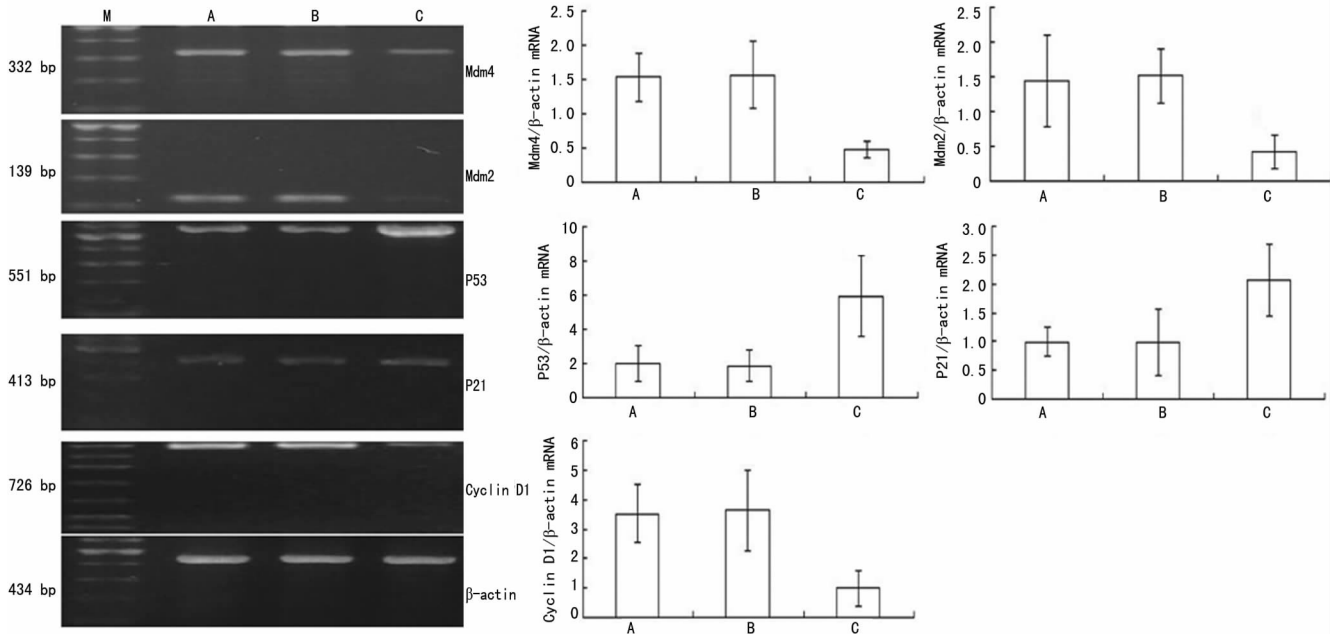 M A B C
332 bp
Mdm4
139 bp
Mdm2
551 bp
P53
413 bp
P21
726 bp
Cyclin D1
434 bp
β-actin
Mdm4/β-actin mRNA
2.5
2.0
1.5
1.0
0.5
0
A B C
Mdm2/β-actin mRNA
2.5
2.0
1.5
1.0
0.5
0
A B C
P53/β-actin mRNA
10
8
6
4
2
0
A B C
P21/β-actin mRNA
3.0
2.5
2.0
1.5
1.0
0.5
0
A B C
Cyclin D1/β-actin mRNA
6
5
4
3
2
1
0
A B C